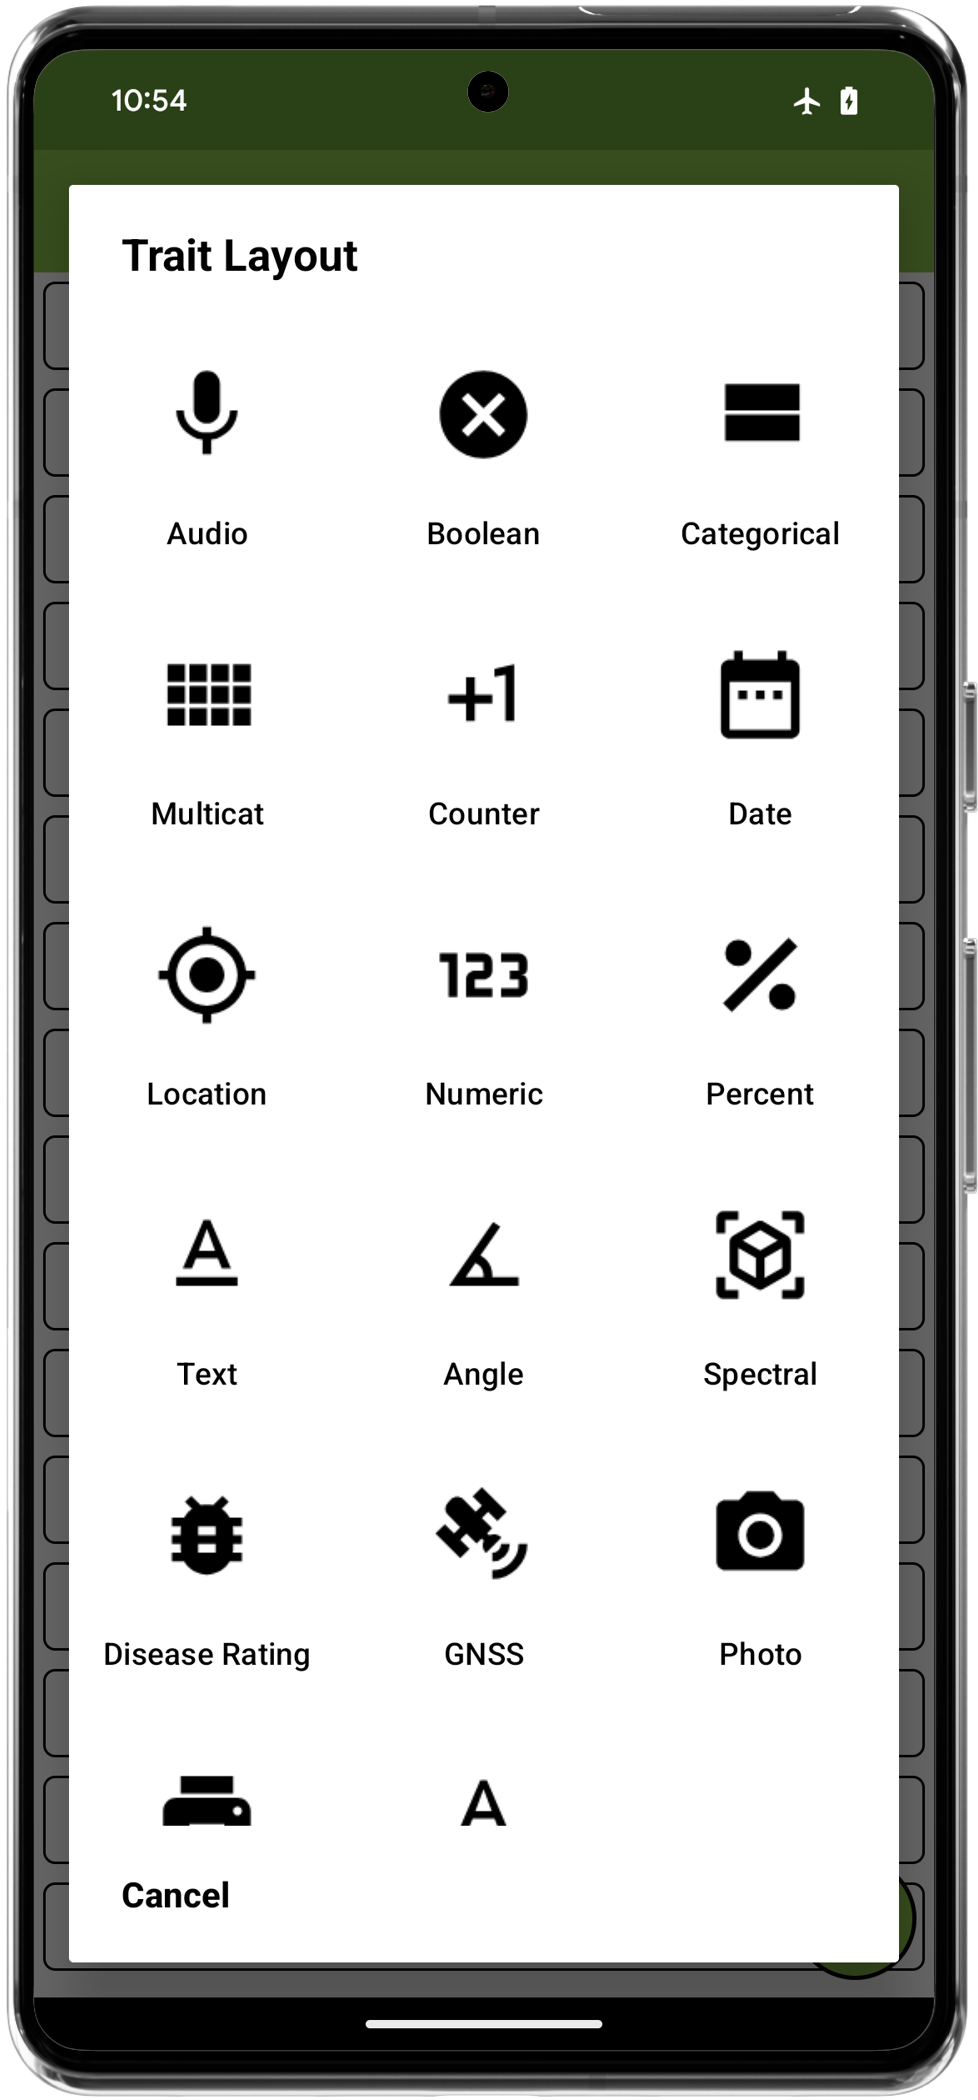 10:54
Trait Layout
Audio Boolean Categorical
+1
Multicat Counter Date
123 %
Location Numeric Percent
A
Text Angle Spectral
Disease Rating GNSS Photo
A
Cancel